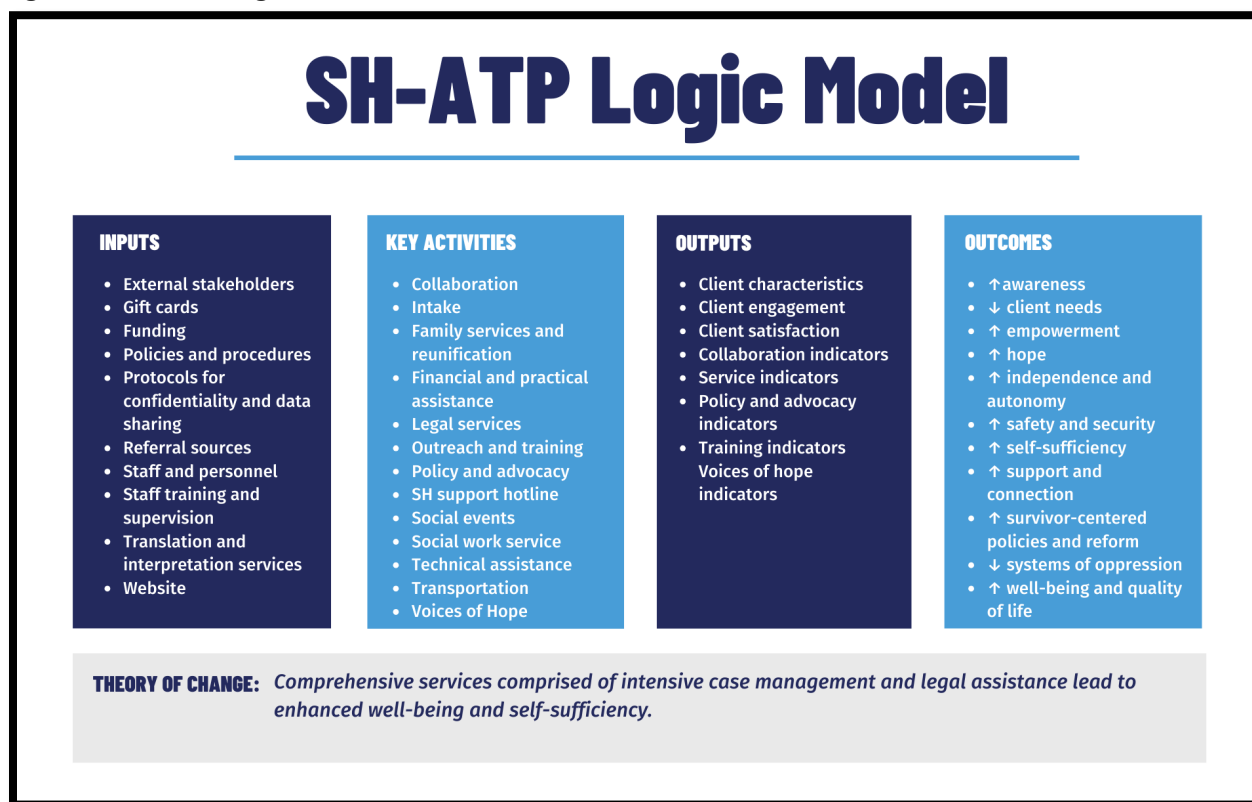 SH-ATP Logic Model
INPUTS
• External stakeholders
• Gift cards
• Funding
• Policies and procedures
• Protocols for
confidentiality and data
sharing
• Referral sources
• Staff and personnel
• Staff training and
supervision
• Translation and
interpretation services
• Website
KEY ACTIVITIES
• Collaboration
• Intake
• Family services and
reunification
• Financial and practical
assistance
• Legal services
• Outreach and training
• Policy and advocacy
• SH support hotline
• Social events
• Social work service
• Technical assistance
• Transportation
• Voices of Hope
OUTPUTS
• Client characteristics
• Client engagement
• Client satisfaction
• Collaboration indicators
• Service indicators
• Policy and advocacy
indicators
• Training indicators
Voices of hope
indicators
OUTCOMES
• ↑awareness
• ↓ client needs
• ↑ empowerment
• ↑ hope
• ↑ independence and
autonomy
• ↑ safety and security
• ↑ self-sufficiency
• ↑ support and
connection
• ↑ survivor-centered
policies and reform
• ↓ systems of oppression
• ↑ well-being and quality
of life
THEORY OF CHANGE: Comprehensive services comprised of intensive case management and legal assistance lead to
enhanced well-being and self-sufficiency.